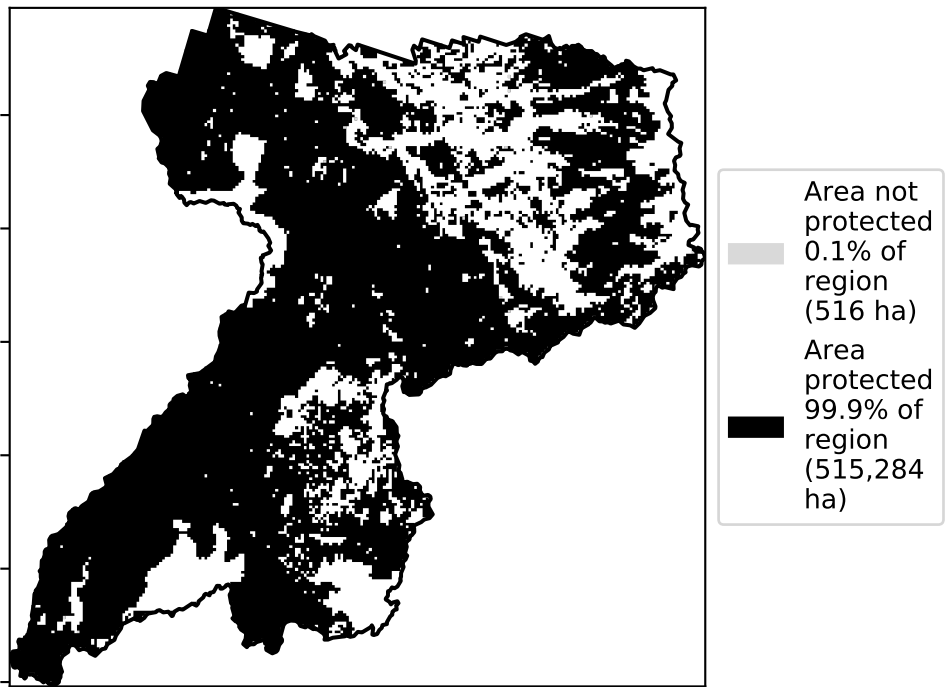 Area not
protected
0.1% of
region
(516 ha)
Area
protected
99.9% of
region
(515,284
ha)